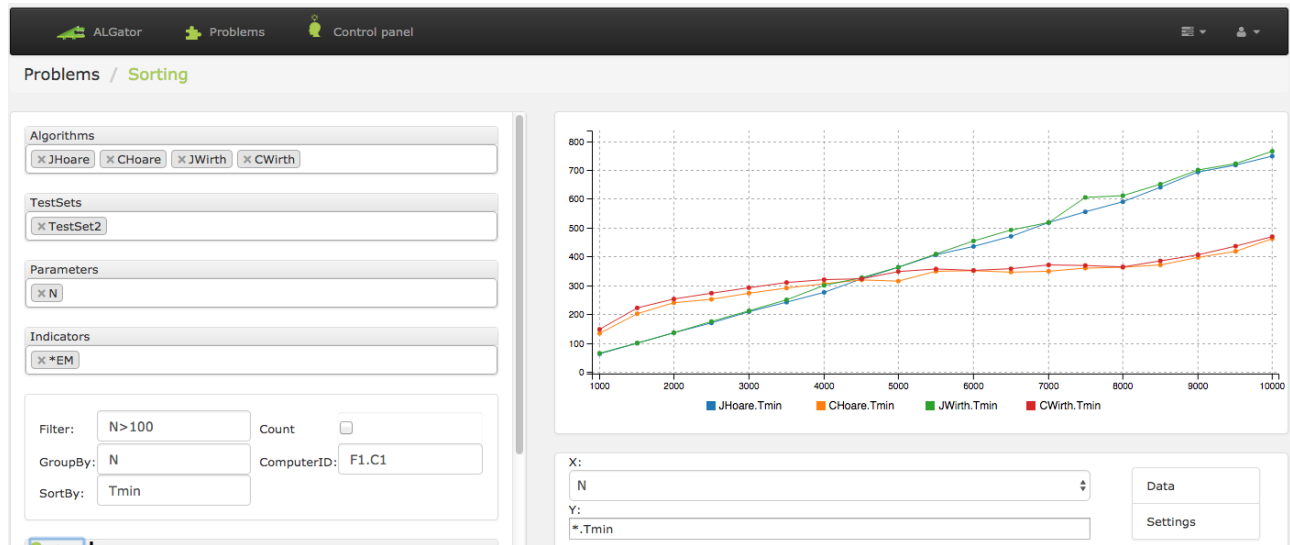 ALGator Problems Control panel
Problems / Sorting
Algorithms
× JHoare × CHoare × JWirth × CWirth
TestSets
× TestSet2
Parameters
× N
Indicators
× *EM
Filter: N>100 Count
GroupBy: N ComputerID: F1.C1
SortBy: Tmin
800
700
600
500
400
300
200
100
0
1000 2000 3000 4000 5000 6000 7000 8000 9000 10000
JHoare.Tmin CHoare.Tmin JWirth.Tmin CWirth.Tmin
X:
N
Y:
*.Tmin
Data
Settings